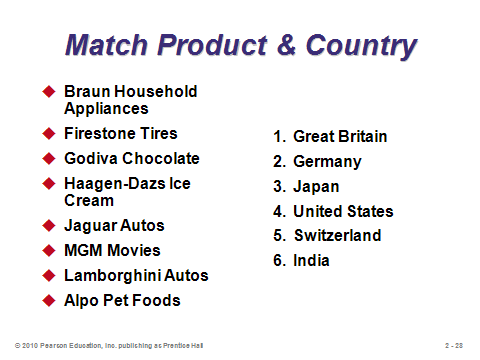 Match Product & Country
Braun Household
Appliances
Firestone Tires
Godiva Chocolate
Haagen-Dazs Ice
Cream
Jaguar Autos
MGM Movies
Lamborghini Autos
Alpo Pet Foods
1. Great Britain
2. Germany
3. Japan
4. United States
5. Switzerland
6. India
© 2010 Pearson Education, Inc. publishing as Prentice Hall
2 - 28